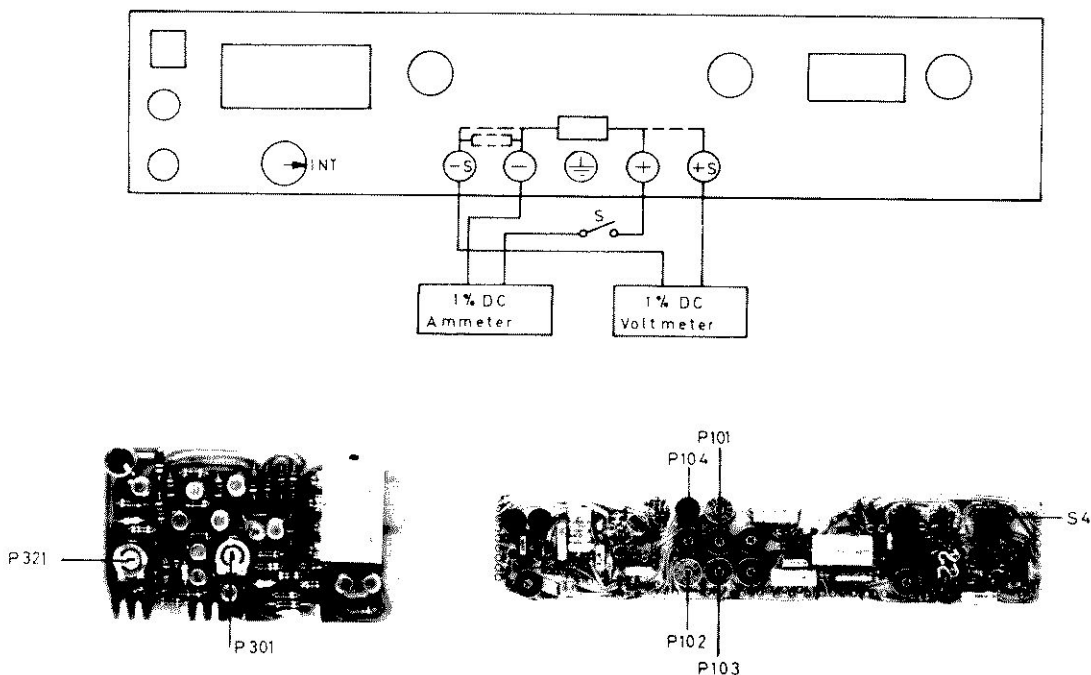 INT
-S
-
+
+S
S
1% DC
Ammeter
1% DC
Voltmeter
P101
P104
S4
P321
P301
P102
P103